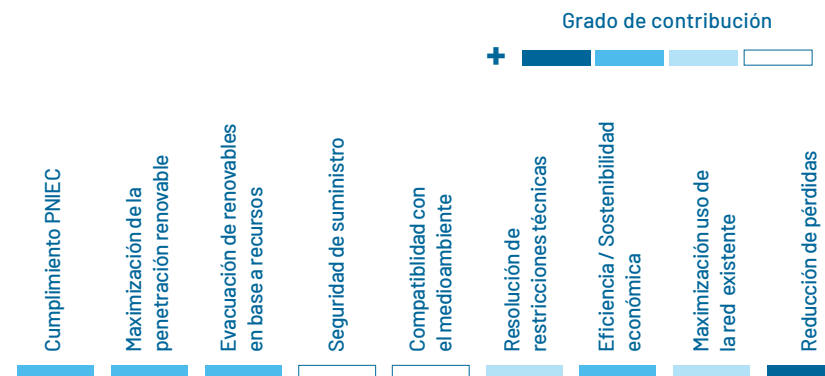 Grado de contribución
+
Cumplimiento PNIEC
Maximización de la
penetración renovable
Evacuación de renovables
en base a recursos
Seguridad de suministro
Compatiblidad con
el medioambiente
Resolución de
restricciones técnicas
Eficiencia / Sostenibilidad
económica
Maximización uso de
la red existente
Reducción de pérdidas